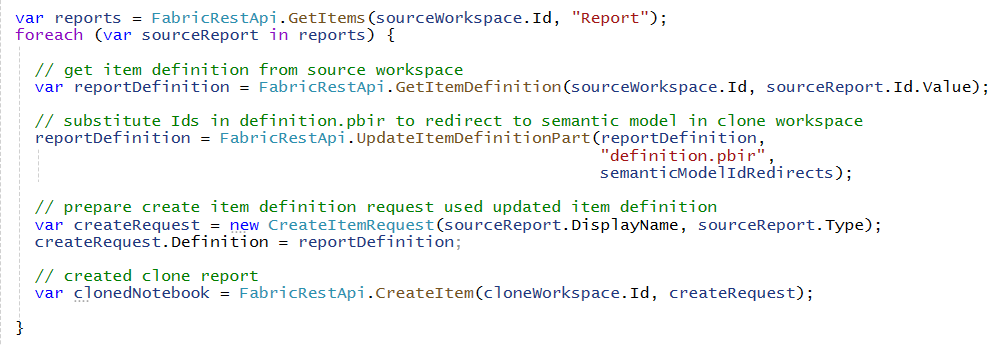 var reports = FabricRestApi.GetItems(sourceWorkspace.Id, "Report");
foreach (var sourceReport in reports) {
// get item definition from source workspace
var reportDefinition = FabricRestApi.GetItemDefinition(sourceWorkspace.Id, sourceReport.Id.Value);
// substitute Ids in definition.pbir to redirect to semantic model in clone workspace
reportDefinition = FabricRestApi.UpdateItemDefinitionPart(reportDefinition,
"definition.pbir",
semanticModelIdRedirects);
// prepare create item definition request used updated item definition
var createRequest = new CreateItemRequest(sourceReport.DisplayName, sourceReport.Type);
createRequest.Definition = reportDefinition;
// created clone report
var clonedNotebook = FabricRestApi.CreateItem(cloneWorkspace.Id, createRequest);
}